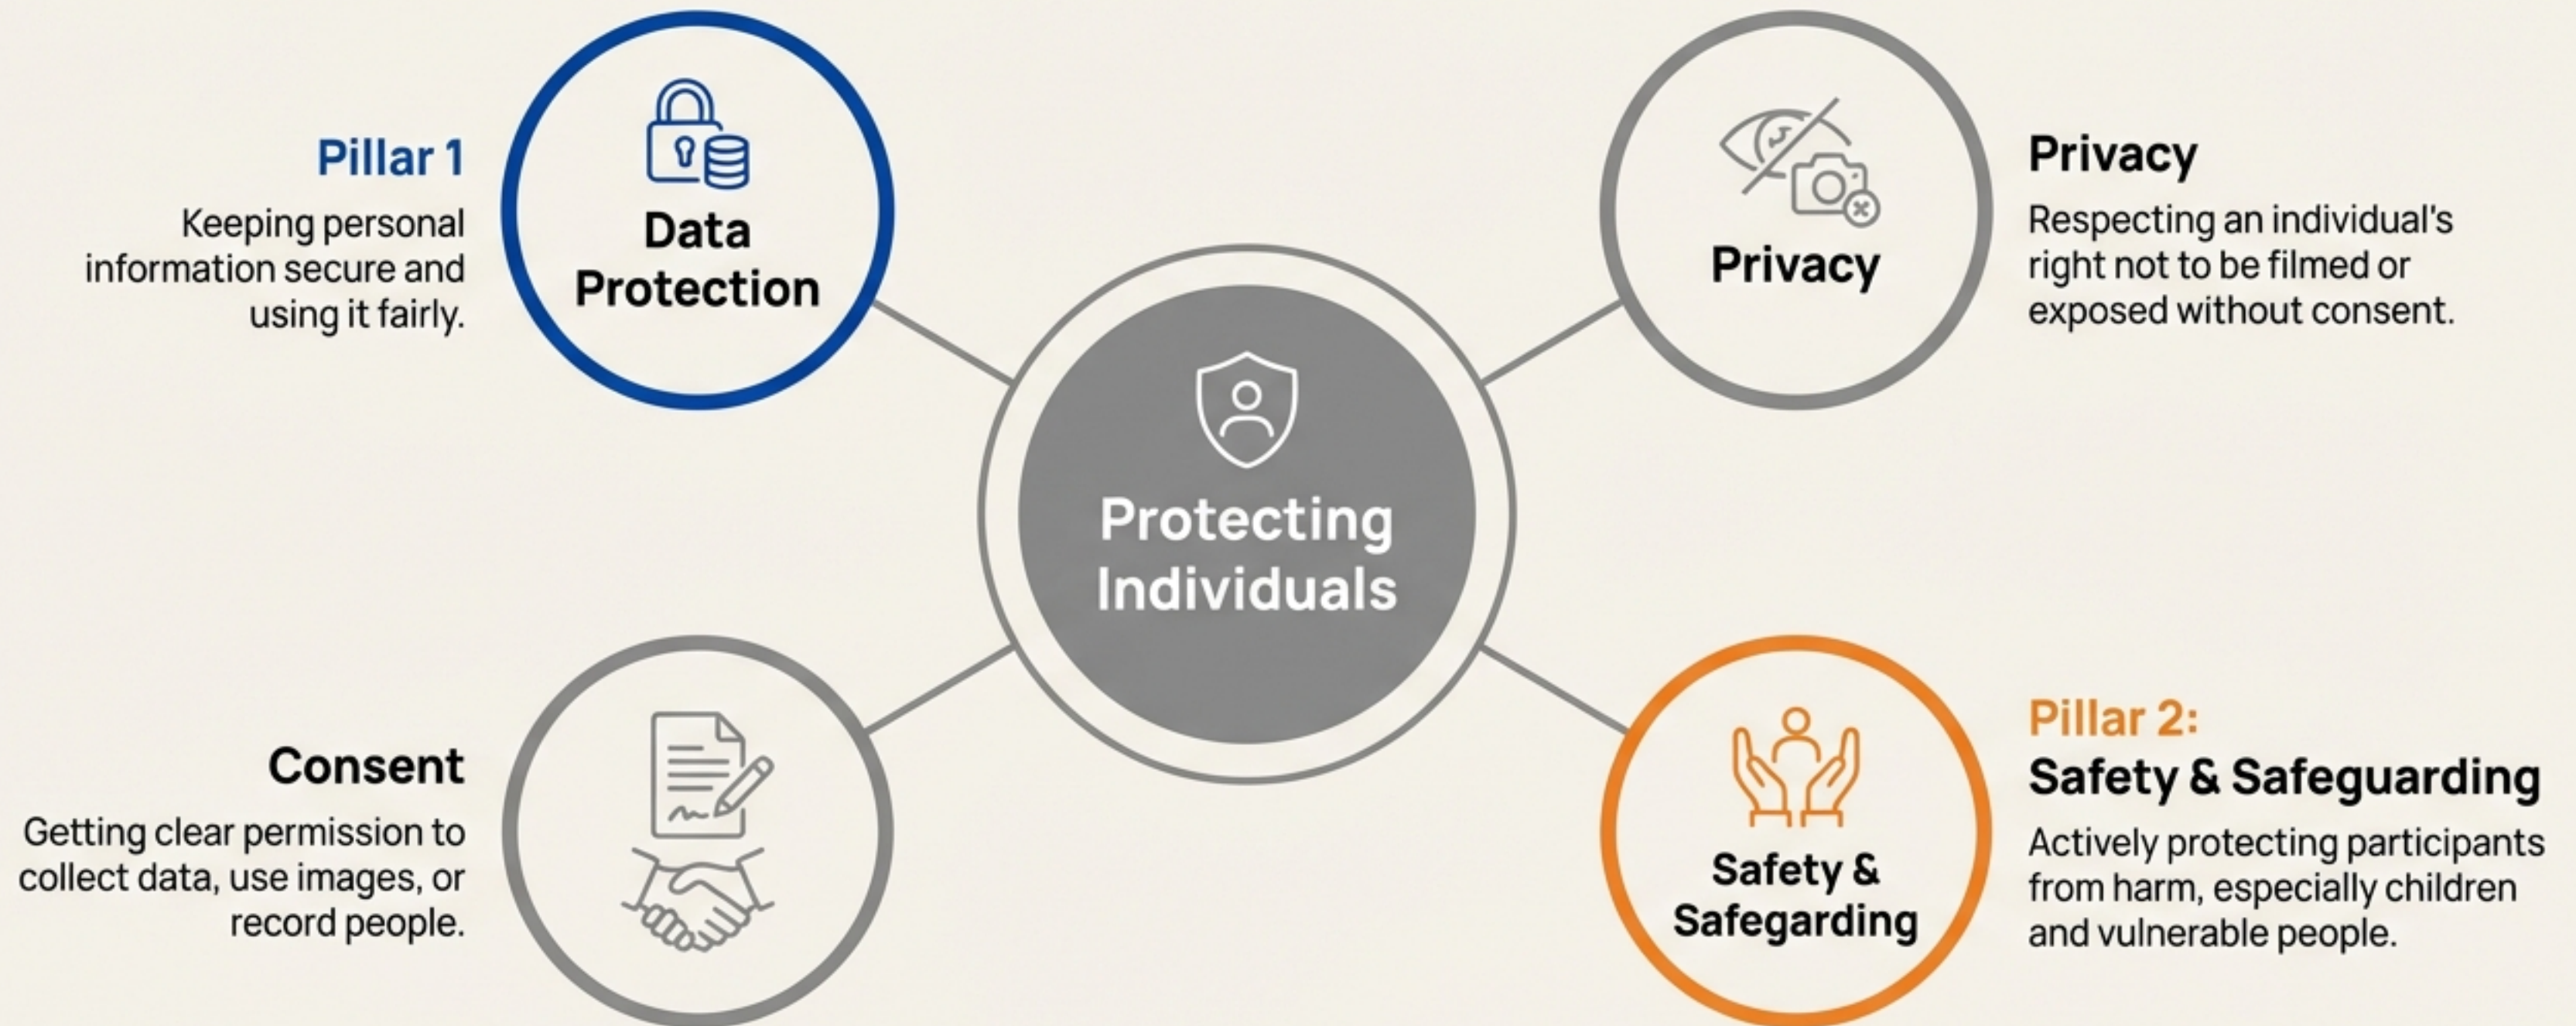 Pillar 1
Keeping personal
information secure and
using it fairly.
Data
Protection
Privacy
Privacy
Respecting an individual's
right not to be filmed or
exposed without consent.
Protecting
Individuals
Consent
Getting clear permission to
collect data, use images, or
record people.
Safety &
Safegarding
Pillar 2:
Safety & Safeguarding
Actively protecting participants
from harm, especially children
and vulnerable people.